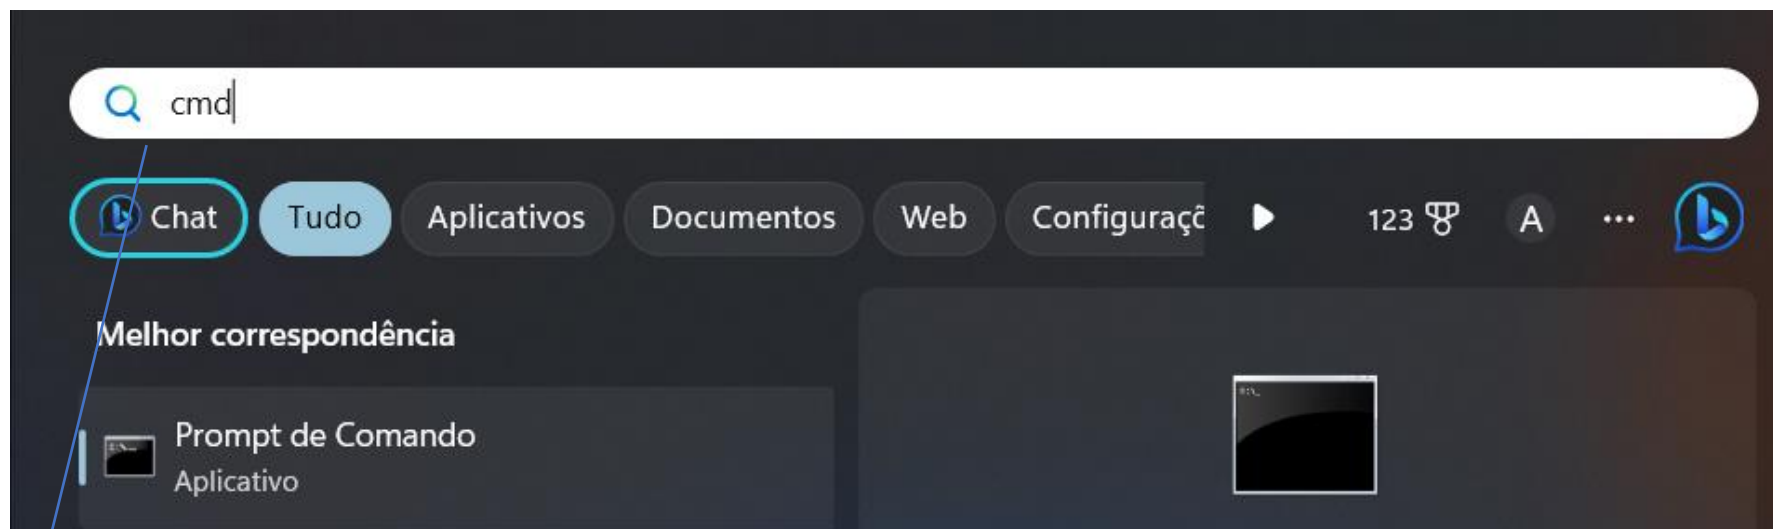 cmd
Chat Tudo Aplicativos Documentos Web Configuraçõ 123 A ...
Melhor correspondência
Prompt de Comando
Aplicativo